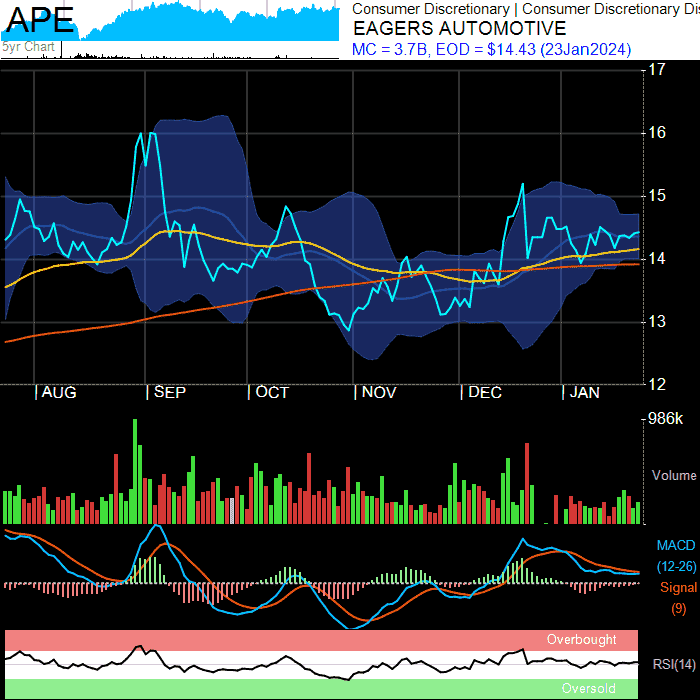 APE
5yr Chart
Consumer Discretionary | Consumer Discretionary Dis
EAGERS AUTOMOTIVE
MC = 3.7B, EOD = $14.43 (23Jan2024)
17
16
15
14
13
12
| AUG | SEP | OCT | NOV | DEC | JAN
986k
Volume
MACD
(12-26)
Signal
(9)
Overbought
RSI(14)
Oversold